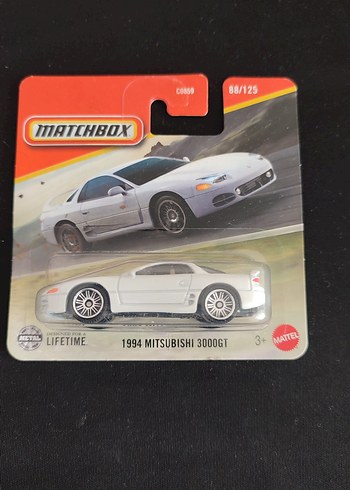 C0859
88/125
MATCHBOX
METAL
LIFETIME
1994 MITSUBISHI 3000GT
3+
MATTEL